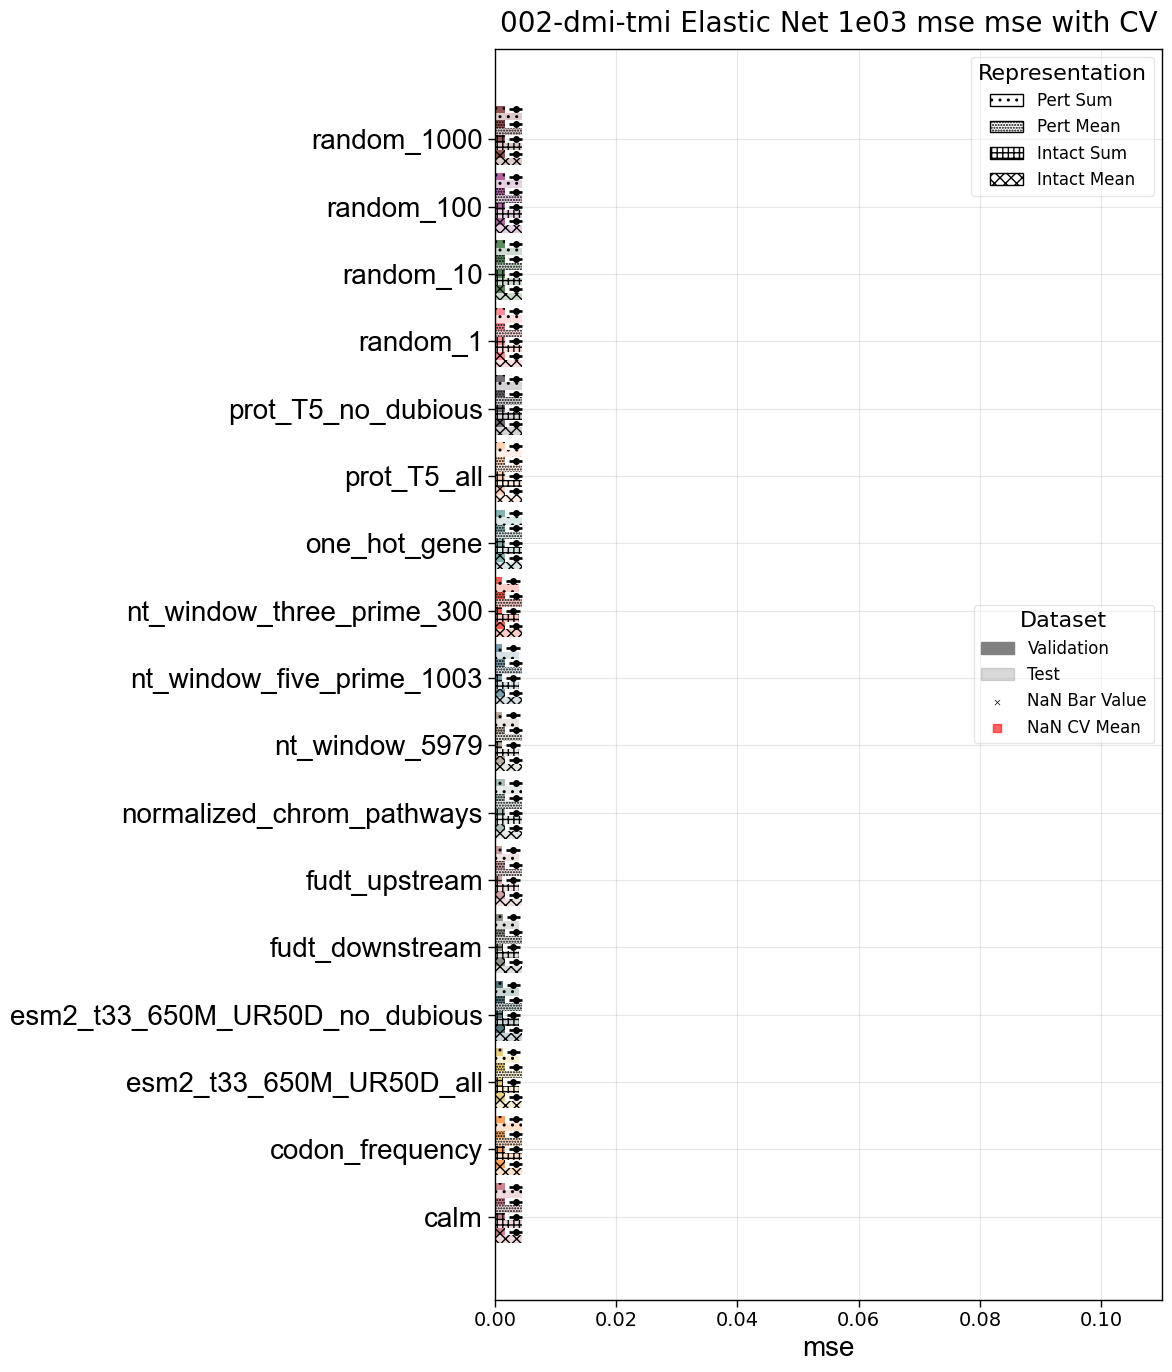 002-dmi-tmi Elastic Net 1e03 mse mse with CV
Representation
Pert Sum
Pert Mean
Intact Sum
Intact Mean
random_1000
random_100
random_10
random_1
prot_T5_no_dubious
prot_T5_all
one_hot_gene
nt_window_three_prime_300
Dataset
Validation
Test
NaN Bar Value
NaN CV Mean
nt_window_five_prime_1003
nt_window_5979
normalized_chrom_pathways
fudt_upstream
fudt_downstream
esm2_t33_650M_UR50D_no_dubious
esm2_t33_650M_UR50D_all
codon_frequency
calm
0.00 0.02 0.04 0.06 0.08 0.10
mse